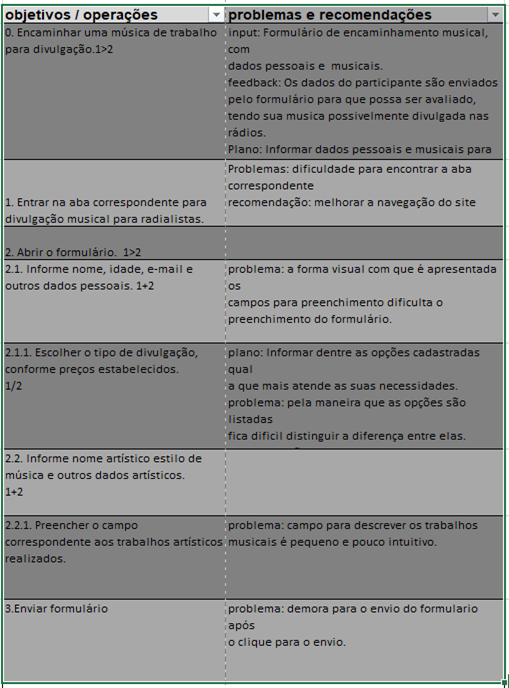 objetivos / operações
problemas e recomendações
0. Encaminhar uma música de trabalho
para divulgação.1>2
input: Formulário de encaminhamento musical,
com
dados pessoais e  musicais.
feedback: Os dados do participante são enviados
pelo formulário para que possa ser avaliado,
tendo sua musica possivelmente divulgada nas
rádios.
Plano: Informar dados pessoais e musicais para
1. Entrar na aba correspondente para
divulgação musical para radialistas.
Problemas: dificuldade para encontrar a aba
correspondente
recomendação: melhorar a navegação do site
2. Abrir o formulário.  1>2
2.1. Informe nome, idade, e-mail e
outros dados pessoais. 1+2
problema: a forma visual com que é apresentada
os
campos para preenchimento dificulta o
preenchimento do formulário.
2.1.1. Escolher o tipo de divulgação,
conforme preços estabelecidos.
1/2
plano: Informar dentre as opções cadastradas
qual
a que mais atende as suas necessidades.
problema: pela maneira que as opções são
listadas
fica dificil distinguir a diferença entre elas.
2.2. Informe nome artístico estilo de
música e outros dados artísticos.
1+2
2.2.1. Preencher o campo
correspondente aos trabalhos artísticos
realizados.
problema: campo para descrever os trabalhos
musicais é pequeno e pouco intuitivo.
3.Enviar formulário
problema: demora para o envio do formulario
após
o clique para o envio.